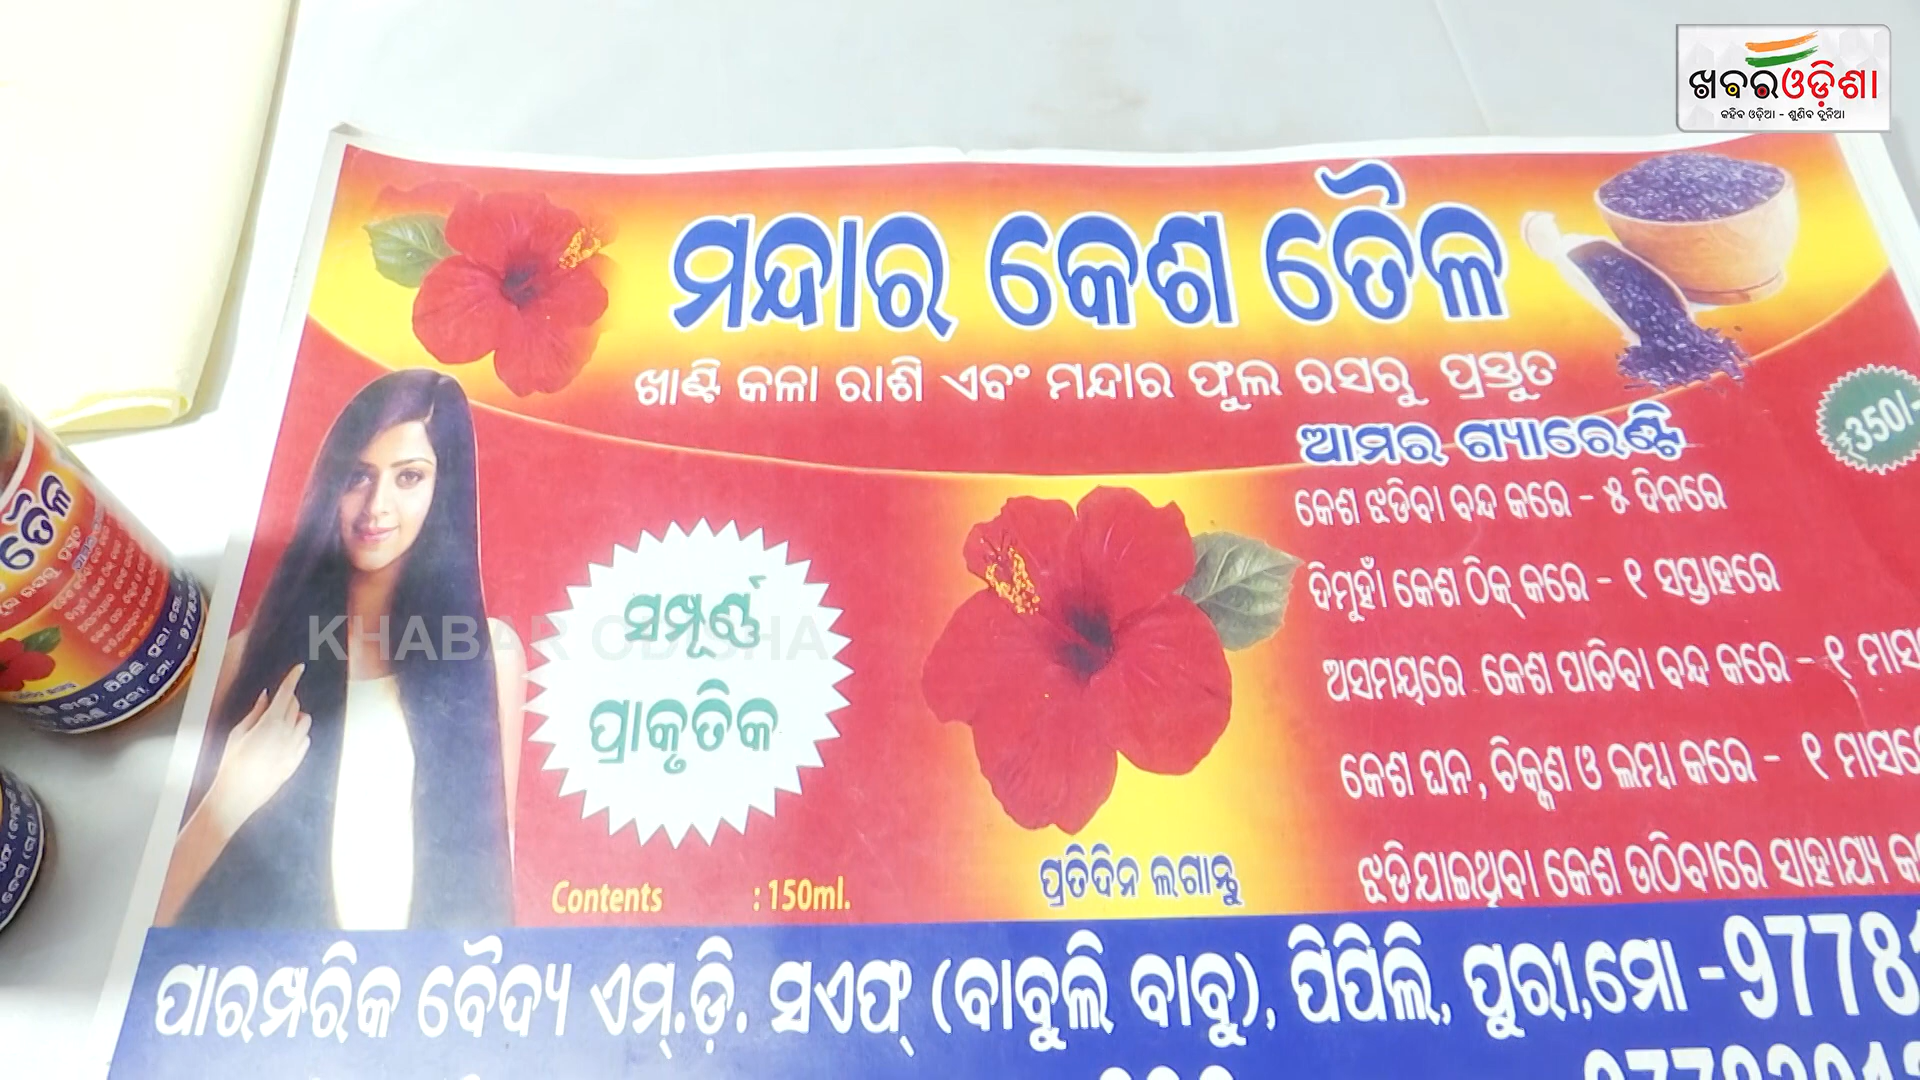 ଖବରଓଡ଼ିଶା
କହିବ ଓଡ଼ିଆ - ଶୁଣିବ ଦୁନିଆ
ମନ୍ଦାର କେଶ ତୈଳ
ଖାଣ୍ଟି କଳା ରାଶି ଏବଂ ମନ୍ଦାର ଫୁଲ ରସରୁ ପ୍ରସ୍ତୁତ
₹350/-
ଆମର ଗ୍ୟାରେଣ୍ଟି
କେଶ ଝଡିବା ବନ୍ଦ କରେ - ୫ ଦିନରେ
ଦିମୁହାଁ କେଶ ଠିକ୍ କରେ - ୧ ସପ୍ତାହରେ
ଅସମୟରେ କେଶ ପାଚିବା ବନ୍ଦ କରେ - ୧
କେଶ ଘନ, ଚିକ୍କଣ ଓ ଲମ୍ବା କରେ - ୧ ମାସରେ
ଝଡିଯାଇଥିବା କେଶ ଉଠିବାରେ ସାହାଯ୍ୟ
ସମ୍ପୂର୍ଣ୍ଣ
ପ୍ରାକୃତିକ
KHABAR ODISHA
Contents : 150ml.
ପ୍ରତିଦିନ ଲଗାନ୍ତୁ
ପାରମ୍ପରିକ ବୈଦ୍ୟ ଏମ୍.ଡ଼ି. ସଏଫ୍ (ବାବୁଲି ବାବୁ), ପିପିଲି, ପୁରୀ,ମୋ -9778
ତୈଳ